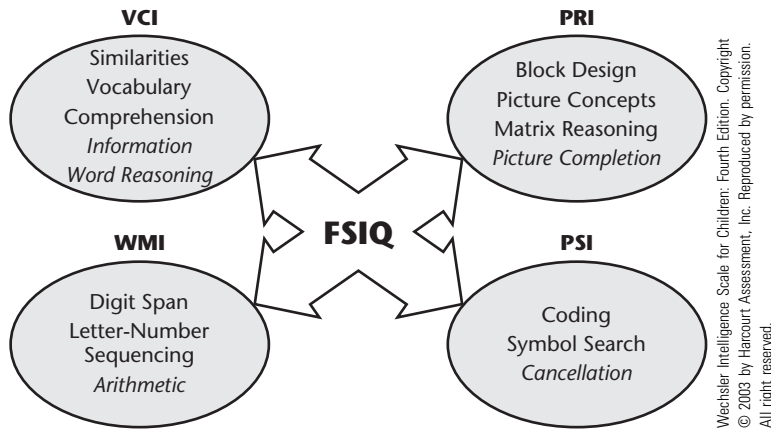 VCI
Similarities
Vocabulary
Comprehension
Information
Word Reasoning
PRI
Block Design
Picture Concepts
Matrix Reasoning
Picture Completion
FSIQ
WMI
Digit Span
Letter-Number
Sequencing
Arithmetic
PSI
Coding
Symbol Search
Cancellation
Wechsler Intelligence Scale for Children: Fourth Edition. Copyright
© 2003 by Harcourt Assessment, Inc. Reproduced by permission.
All right reserved.